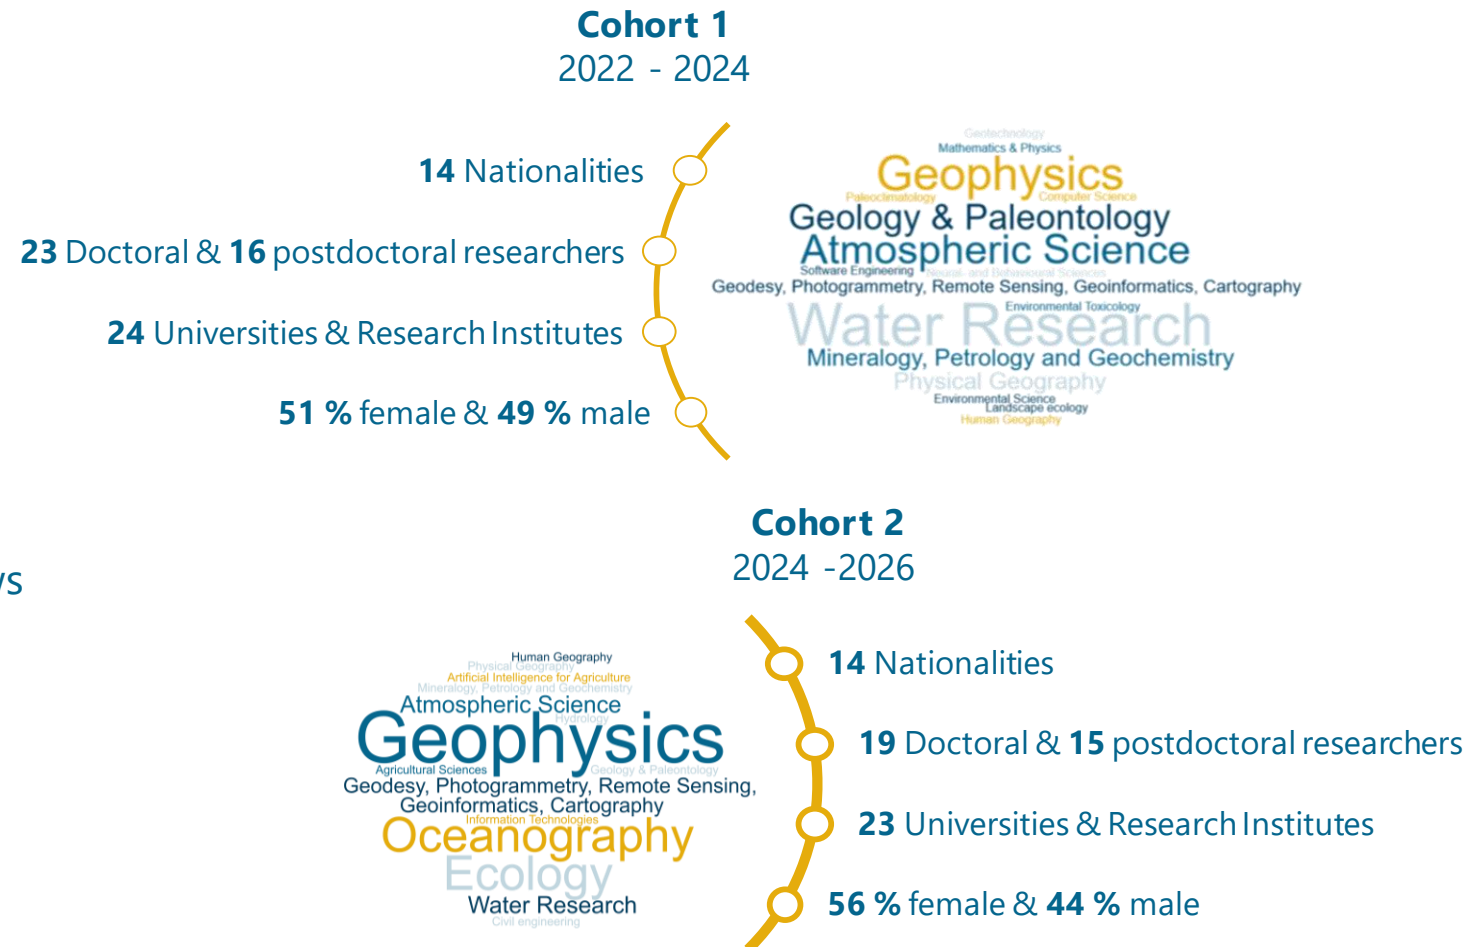 Cohort 1
2022 - 2024
14 Nationalities
23 Doctoral & 16 postdoctoral researchers
24 Universities & Research Institutes
51 % female & 49 % male
Geotechnology
Mathematics & Physics
Geophysics
Paleoclimatology
Computer Science
Geology & Paleontology
Atmospheric Science
Software Engineering
Neural- and Behavioural Sciences
Geodesy, Photogrammetry, Remote Sensing, Geoinformatics, Cartography
Environmental Toxicology
Water Research
Mineralogy, Petrology and Geochemistry
Physical Geography
Environmental Science
Landscape ecology
Human Geography
Cohort 2
2024 -2026
Human Geography
Physical Geography
Artificial Intelligence for Agriculture
Mineralogy, Petrology and Geochemistry
Atmospheric Science
Hydrology
Geophysics
Agricultural Sciences
Geology & Paleontology
Geodesy, Photogrammetry, Remote Sensing,
Geoinformatics, Cartography
Information Technologies
Oceanography
Ecology
Water Research
Civil engineering
14 Nationalities
19 Doctoral & 15 postdoctoral researchers
23 Universities & Research Institutes
56 % female & 44 % male